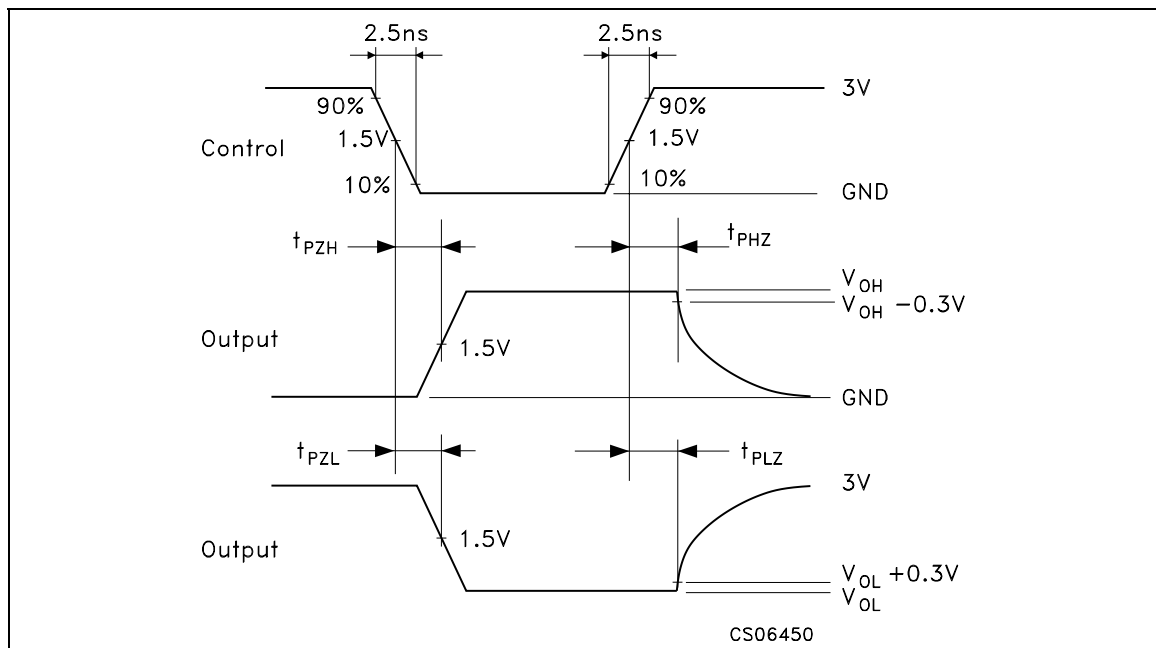 2.5ns 2.5ns
3V
90% 90%
1.5V 1.5V
Control
10% 10%
GND
tPZH tPHZ
VOH
VOH −0.3V
Output 1.5V
GND
tPZL tPLZ
3V
1.5V
Output
VOL +0.3V
VOL
CS06450